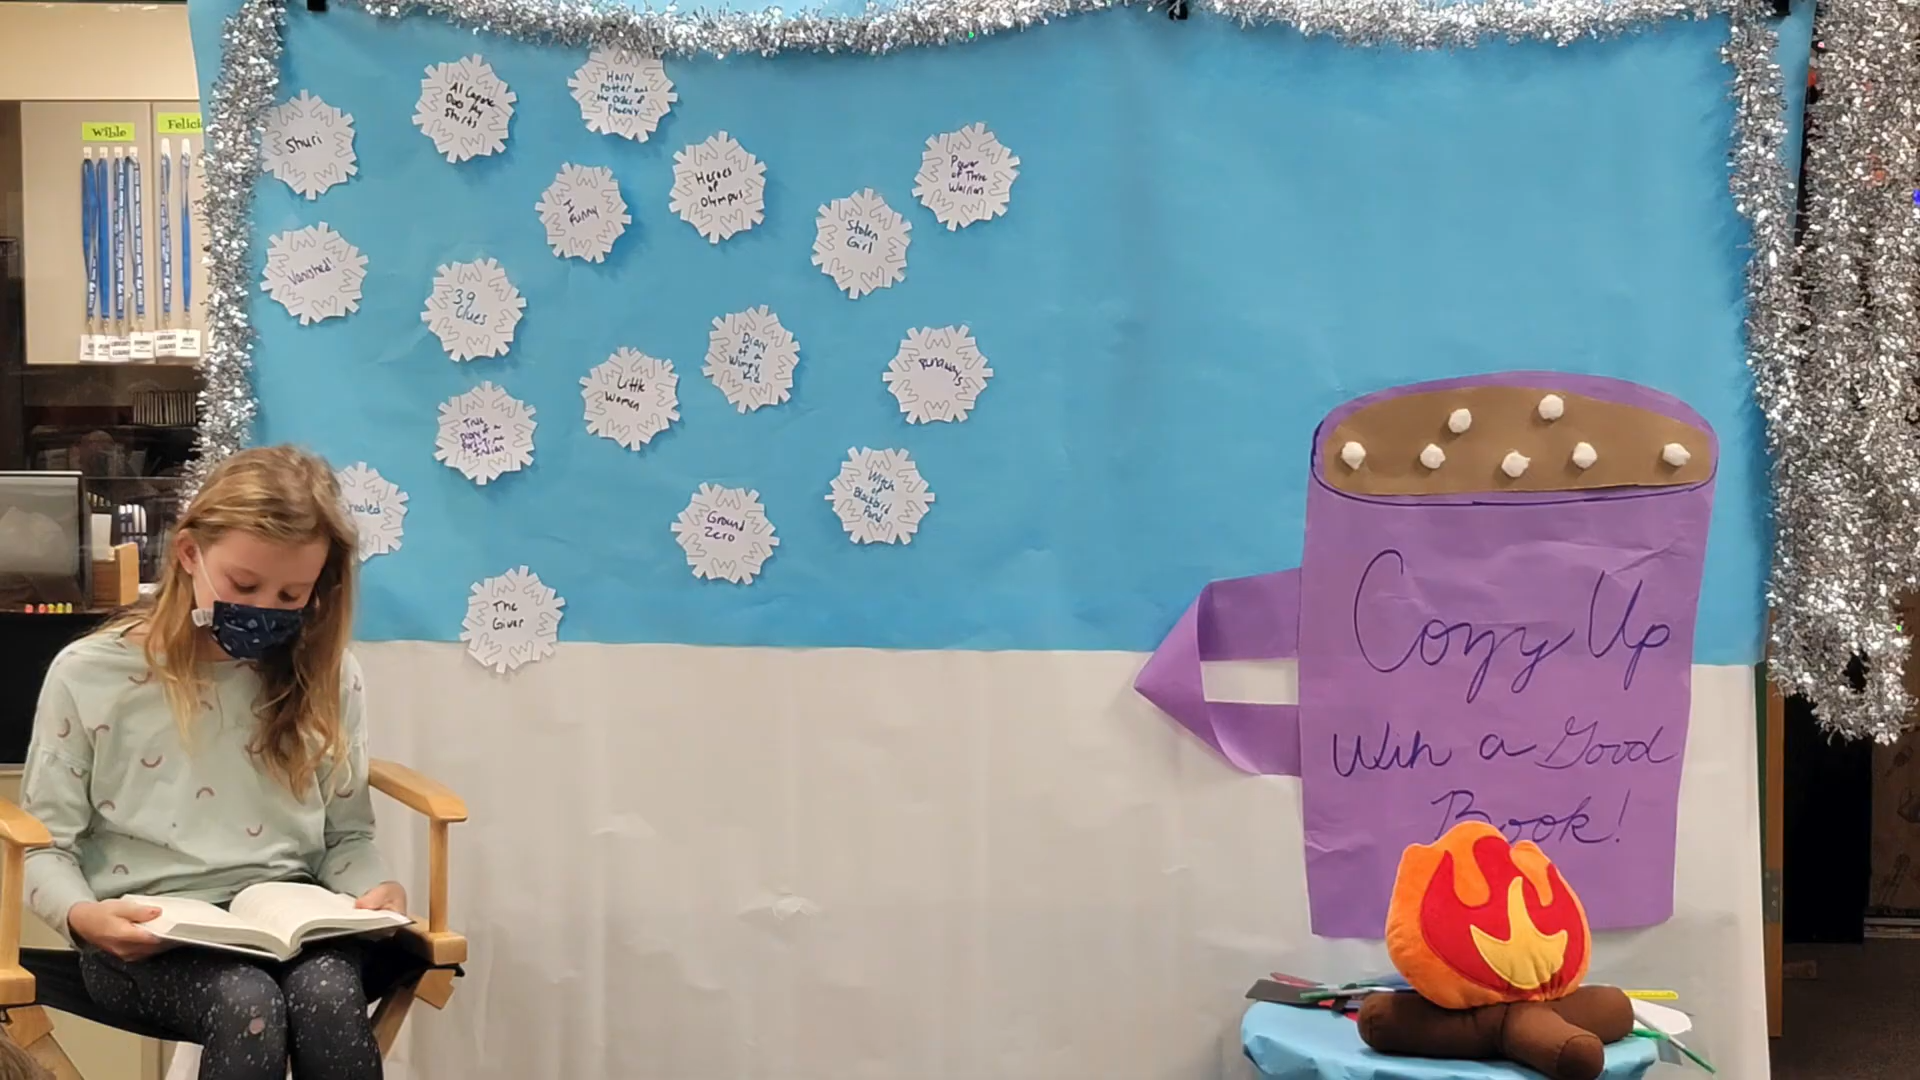 Wible
Felici
Shuri
Al Capone
Does My
Shirts
Harry
Potter and
the Order of
Phoenix
Heroes
of
Olympus
Power
of Three
Warriors
I
Funny
Stolen
Girl
Vanished!
39
Clues
Diary
of a
Wimpy
Kid
Runaways
Little
Women
True
Diary of a
Part-Time
Indian
hooled
Witch
of
Blackbird
Pond
Ground
Zero
The
Giver
Cozy Up
With a Good
Book!